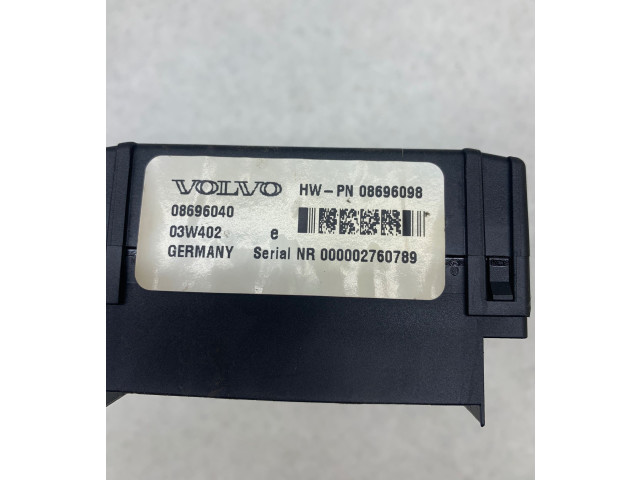 VOLVO HW-PN 08696098
08696040
03W402 e
GERMANY Serial NR 000002760789